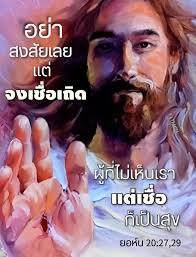 อย่า
สงสัยเลย
แต่
จงเชื่อเถิด
ผู้ที่ไม่เห็นเรา
แต่เชื่อ
ก็เป็นสุข
ยอห์น 20:27,29